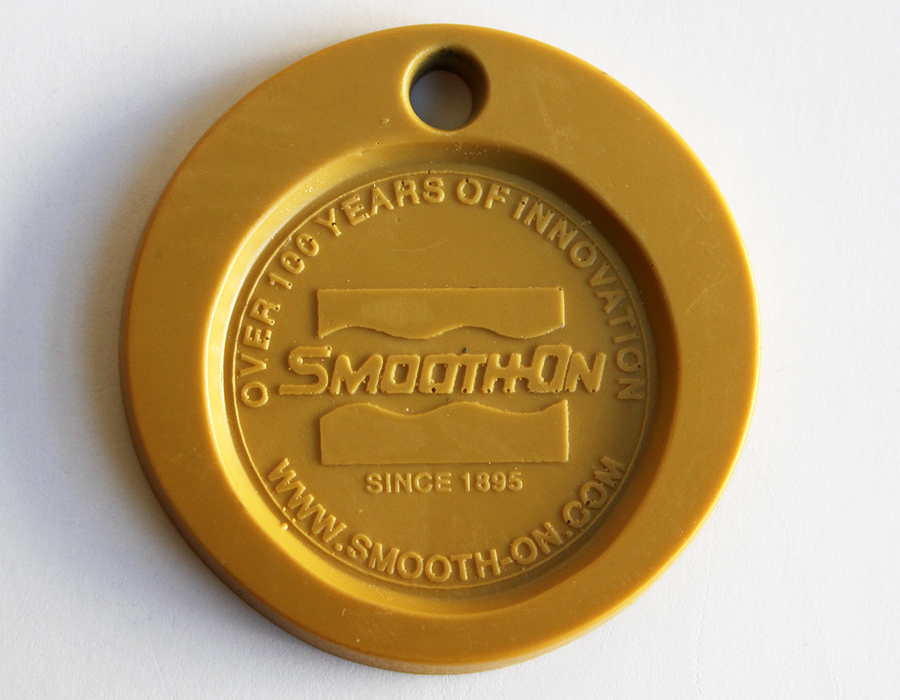 OVER 100 YEARS OF INNOVATION
SMOOTH-ON
SINCE 1895
WWW.SMOOTH-ON.COM